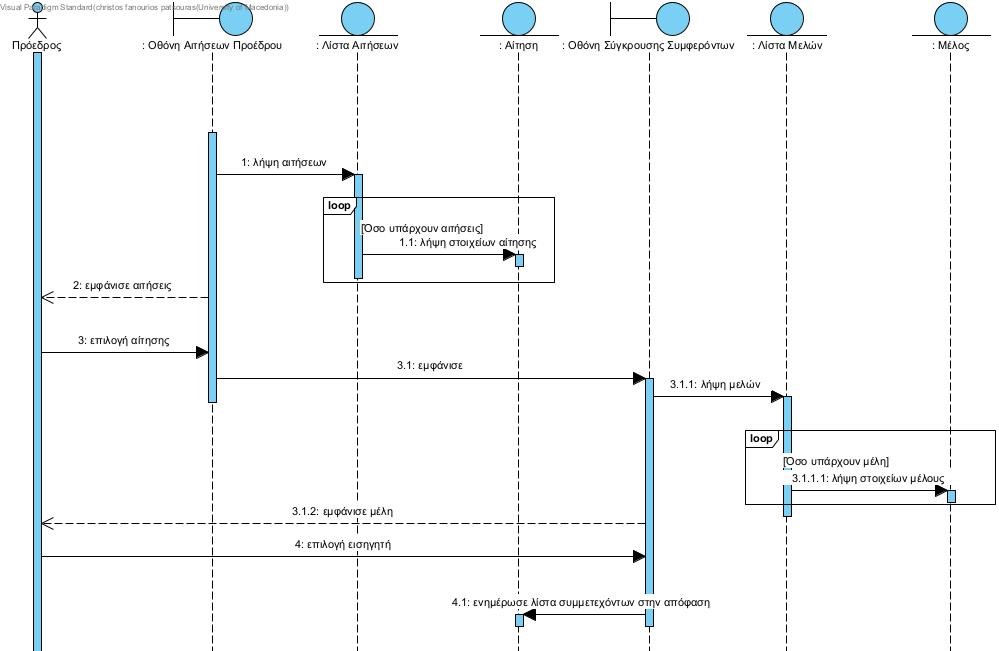 Visual Paradigm Standard(christos fanourios patsouras(University of Macedonia))
Πρόεδρος
: Οθόνη Αιτήσεων Προέδρου
: Λίστα Αιτήσεων
: Αίτηση
: Οθόνη Σύγκρουσης Συμφερόντων
: Λίστα Μελών
: Μέλος
1: λήψη αιτήσεων
loop
[Όσο υπάρχουν αιτήσεις]
1.1: λήψη στοιχείων αίτησης
2: εμφάνισε αιτήσεις
3: επιλογή αίτησης
3.1: εμφάνισε
3.1.1: λήψη μελών
loop
[Όσο υπάρχουν μέλη]
3.1.1.1: λήψη στοιχείων μέλους
3.1.2: εμφάνισε μέλη
4: επιλογή εισηγητή
4.1: ενημέρωσε λίστα συμμετεχόντων στην απόφαση